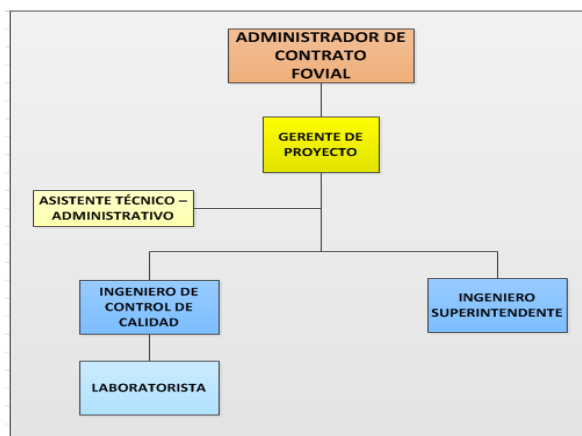 ADMINISTRADOR DE
CONTRATO
FOVIAL
GERENTE DE
PROYECTO
ASISTENTE TÉCNICO –
ADMINISTRATIVO
INGENIERO DE
CONTROL DE
CALIDAD
INGENIERO
SUPERINTENDENTE
LABORATORISTA